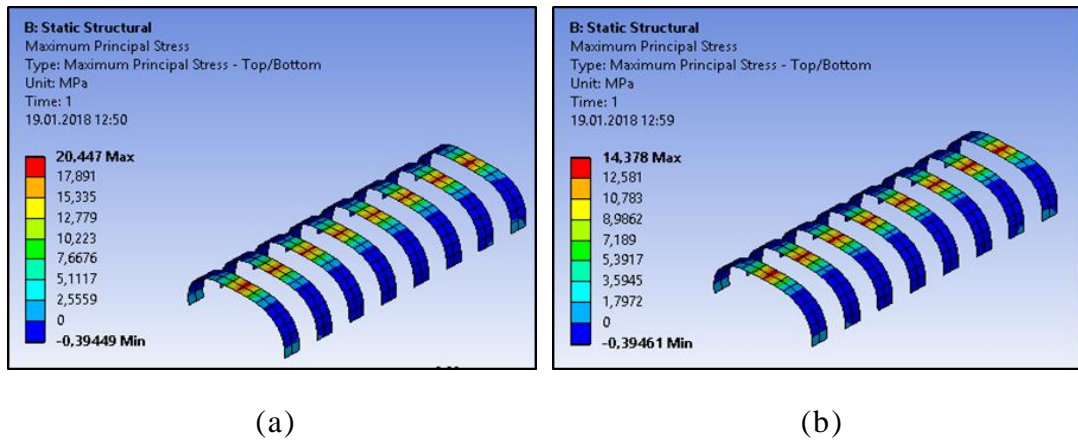 B: Static Structural
Maximum Principal Stress
Type: Maximum Principal Stress - Top/Bottom
Unit: MPa
Time: 1
19.01.2018 12:50
20,447 Max
17,891
15,335
12,779
10,223
7,6676
5,1117
2,5559
0
-0,39449 Min
B: Static Structural
Maximum Principal Stress
Type: Maximum Principal Stress - Top/Bottom
Unit: MPa
Time: 1
19.01.2018 12:59
14,378 Max
12,581
10,783
8,9862
7,189
5,3917
3,5945
1,7972
0
-0,39461 Min
(a)
(b)